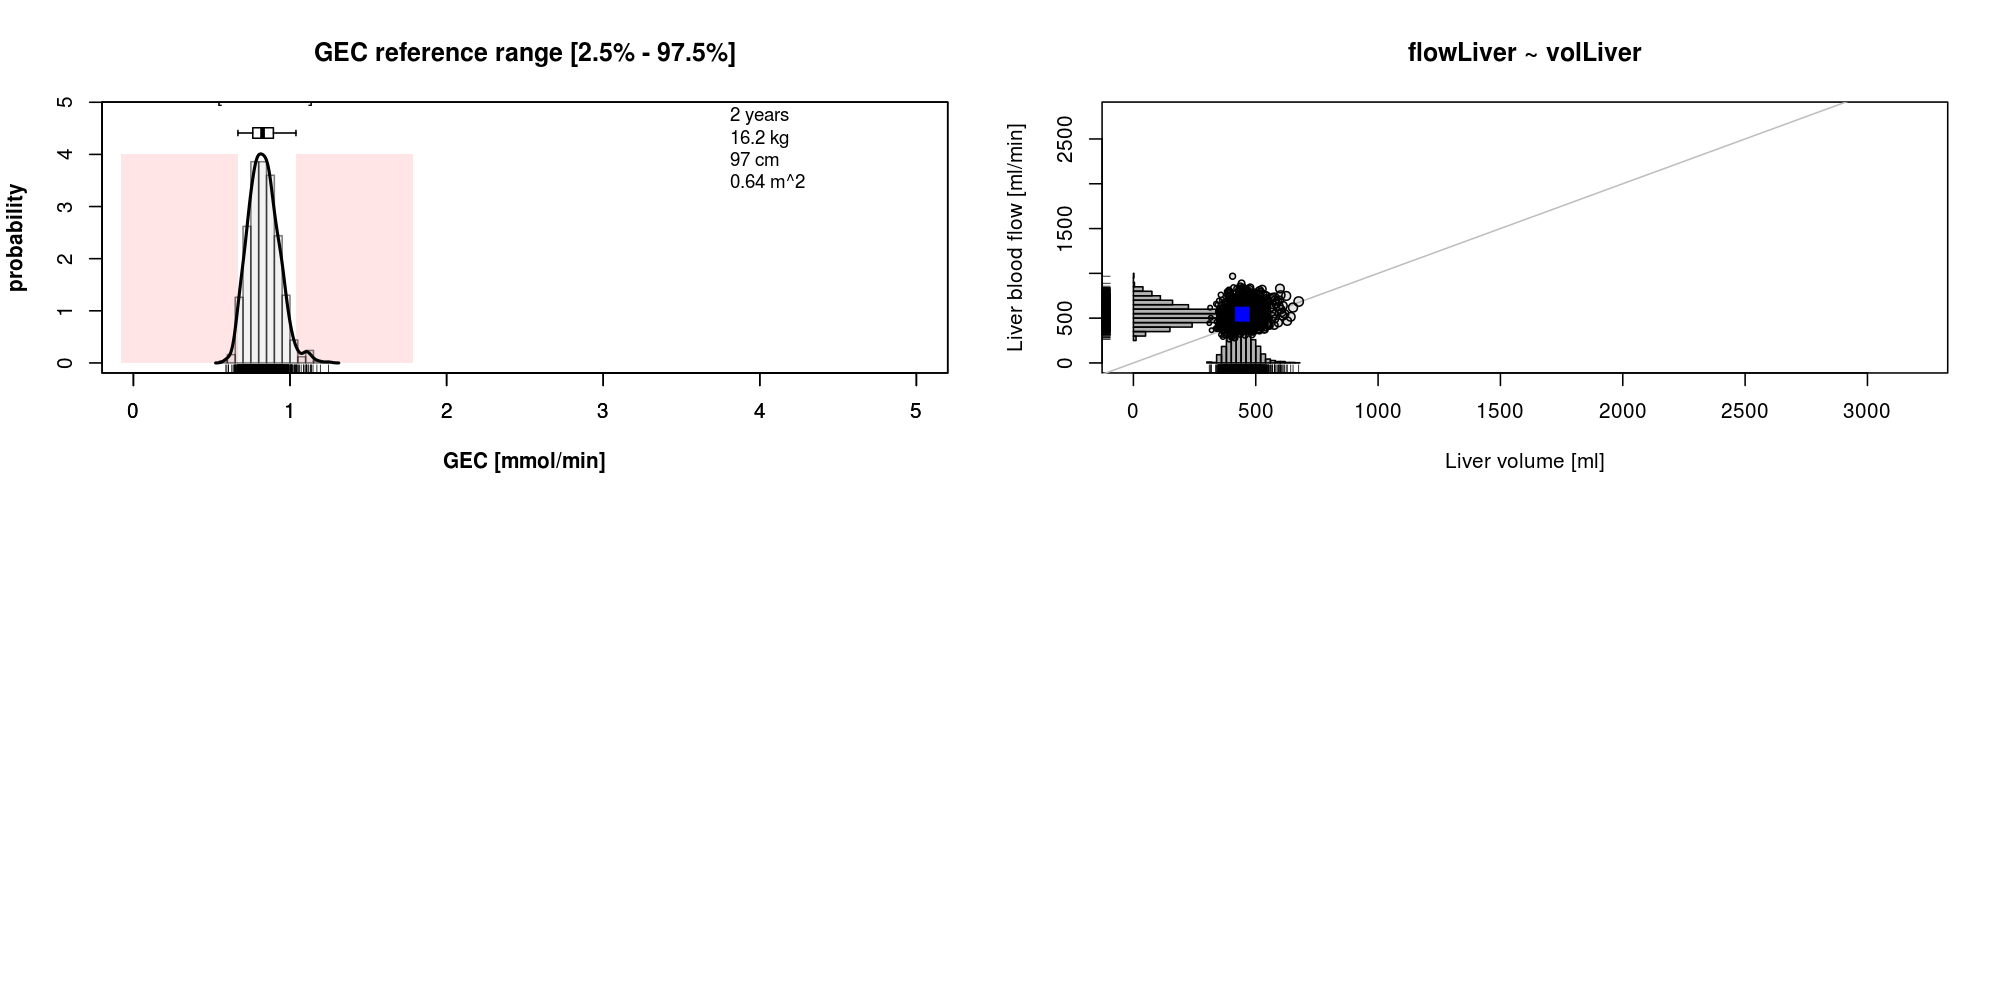 GEC reference range [2.5% - 97.5%]
5
4
3
2
1
0
probability
2 years
16.2 kg
97 cm
0.64 m^2
0 1 2 3 4 5
GEC [mmol/min]
flowLiver ~ volLiver
2500
1500
500
0
Liver blood flow [ml/min]
0 500 1000 1500 2000 2500 3000
Liver volume [ml]